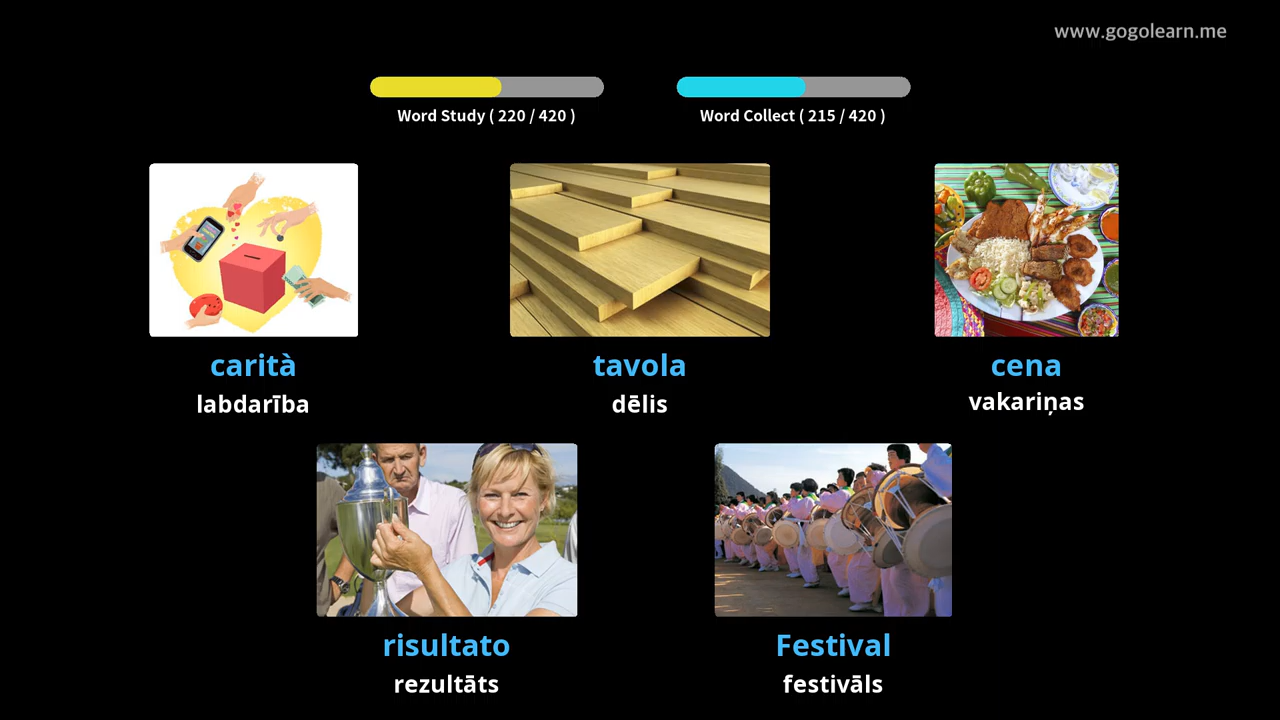 www.gogolearn.me
Word Study ( 220 / 420 )
Word Collect ( 215 / 420 )
carità
labdarība
tavola
dēlis
cena
vakariņas
risultato
rezultāts
Festival
festivāls